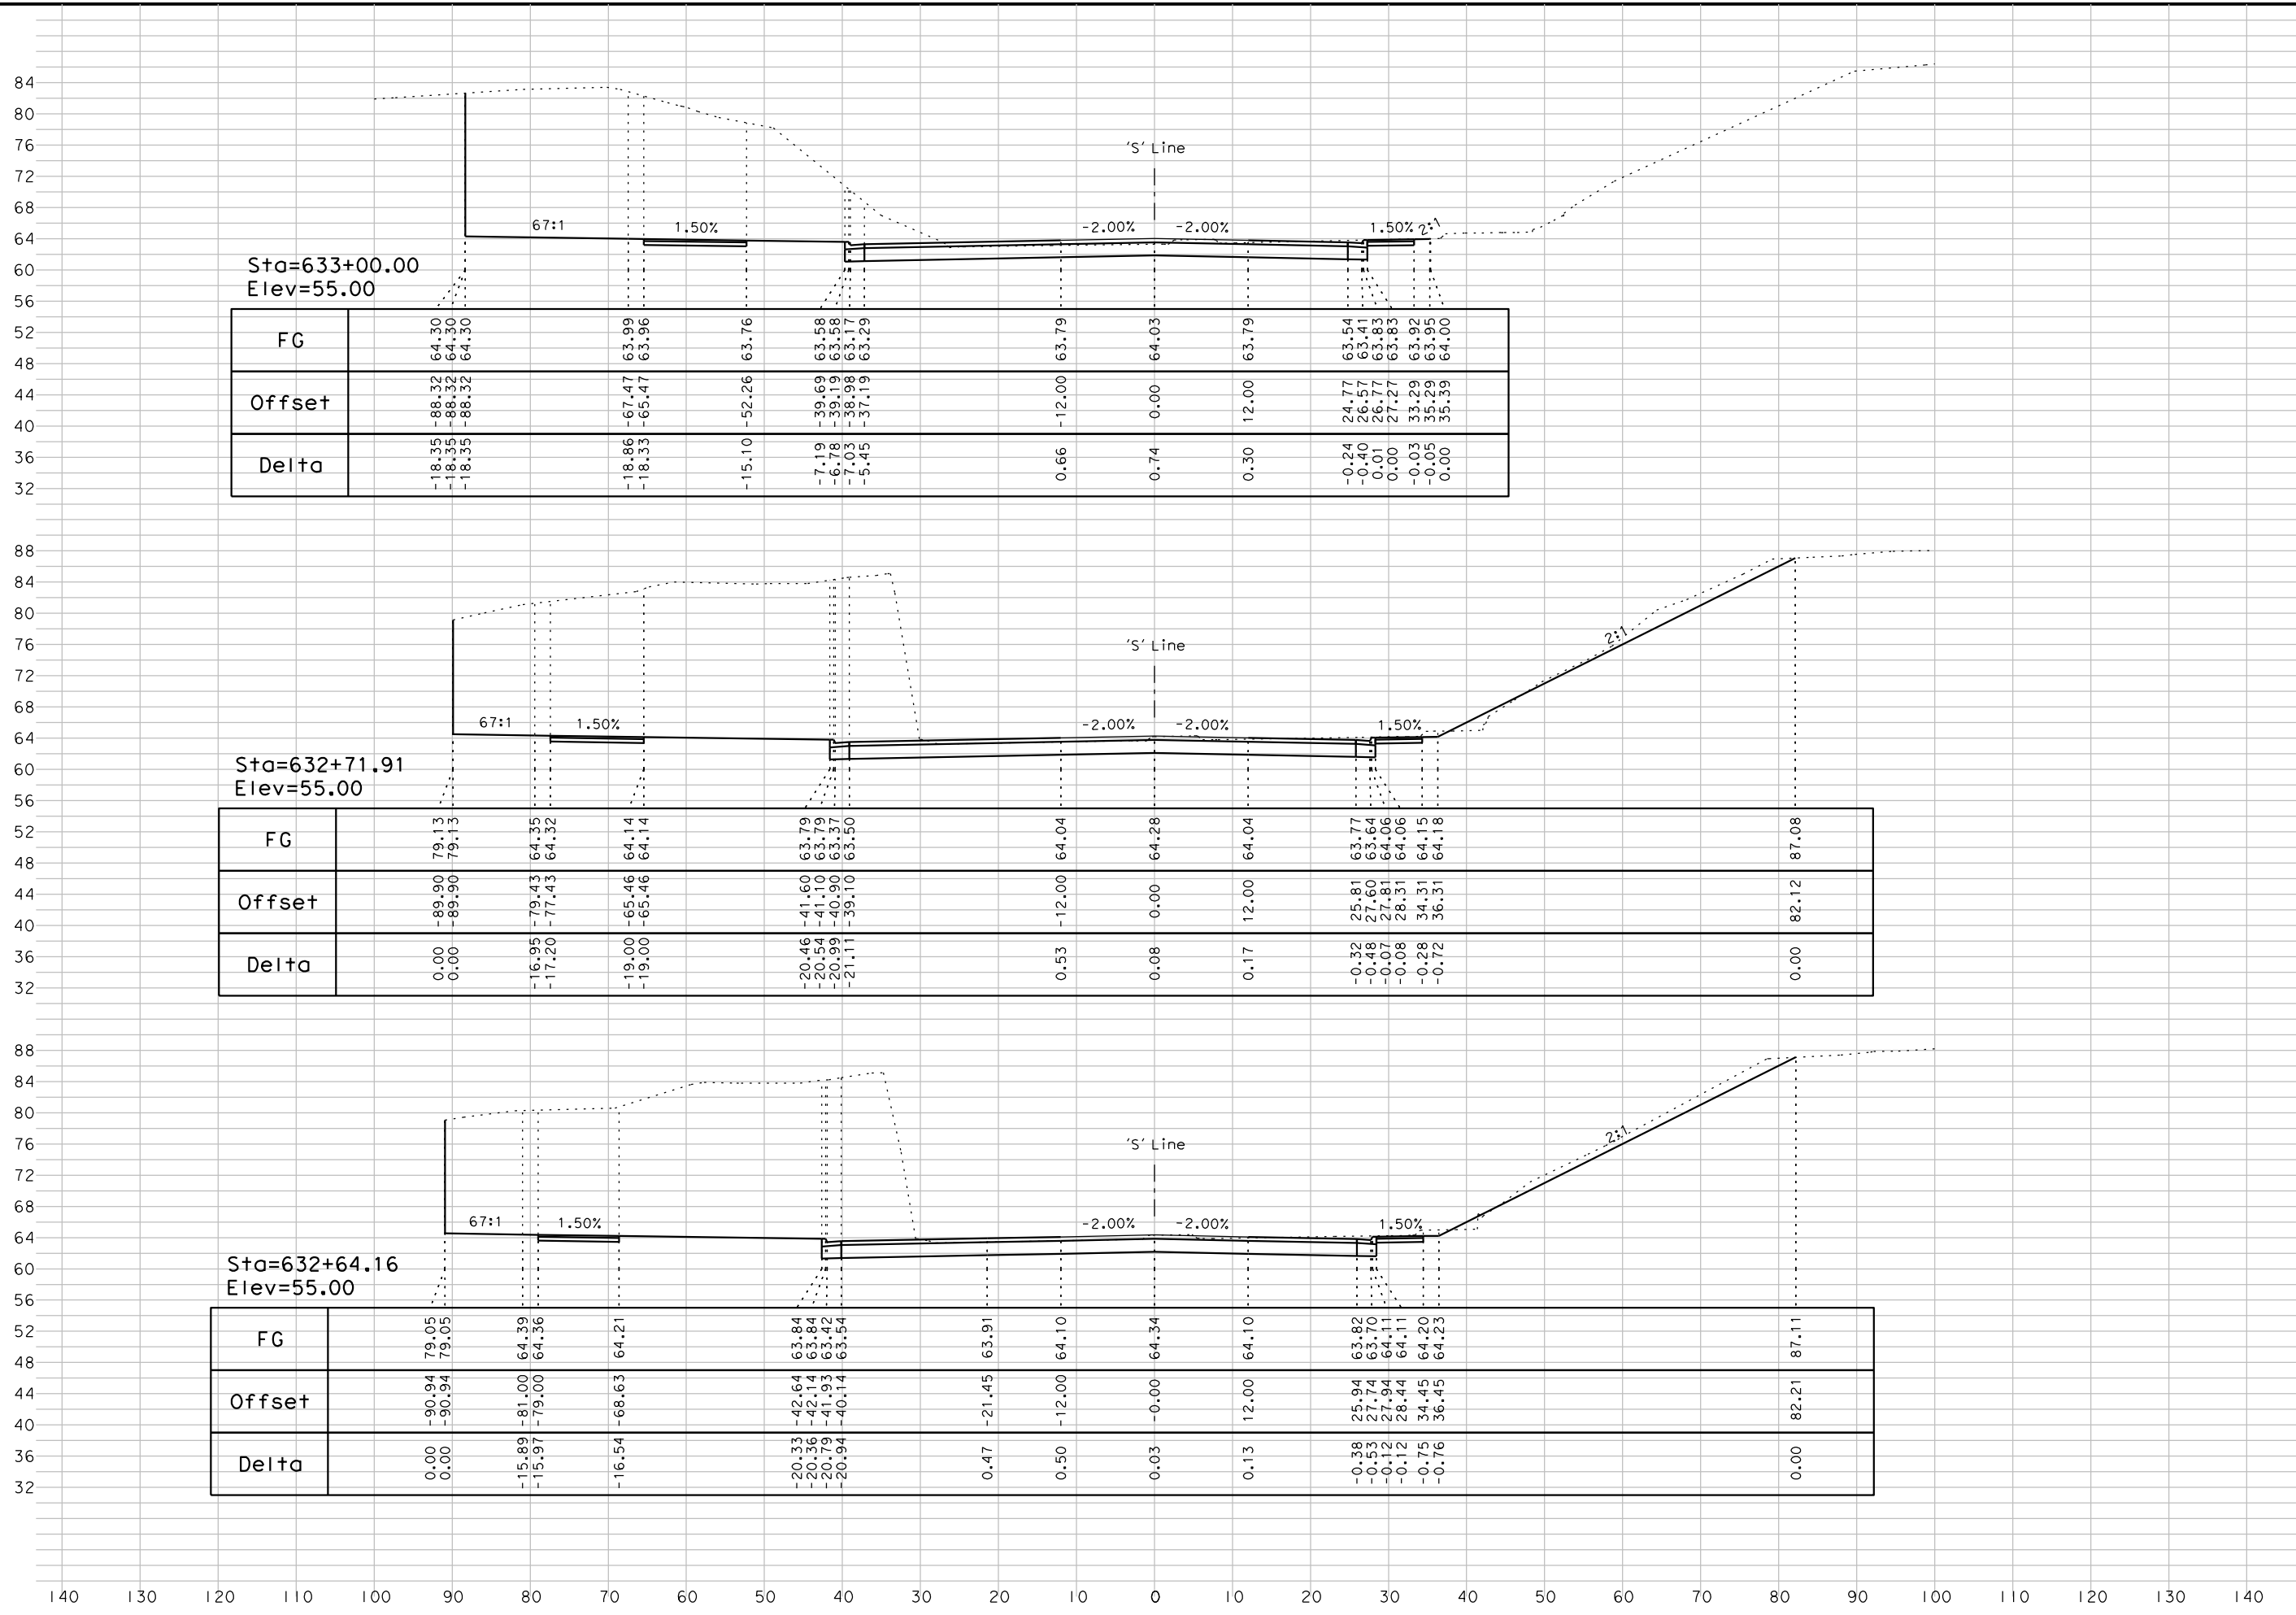 84
80
76
72
68
64
60
56
52
48
44
40
36
32
'S' Line
67:1
1.50%
-2.00%
-2.00%
1.50%
2:1
Sta=633+00.00
Elev=55.00
FG
64.30 64.30 64.30 63.99 63.96 63.76 63.58 63.58 63.17 63.29 63.79 64.03 63.79 63.54 63.41 63.83 63.83 63.92 63.95 64.00
Offset
-88.32 -88.32 -88.32 -67.47 -65.47 -52.26 -39.69 -39.19 -38.98 -37.19 -12.00 0.00 12.00 24.77 26.57 26.77 27.27 33.29 35.29 35.39
Delta
-18.35 -18.35 -18.35 -18.86 -18.33 -15.10 -7.19 -6.78 -7.03 -5.45 0.66 0.74 0.30 -0.24 -0.40 0.01 0.00 -0.03 -0.05 0.00
88
84
80
76
72
68
64
60
56
52
48
44
40
36
32
'S' Line
67:1
1.50%
-2.00%
-2.00%
1.50%
2:1
Sta=632+71.91
Elev=55.00
FG
79.13 79.13 64.35 64.32 64.14 64.14 63.79 63.79 63.37 63.50 64.04 64.28 64.04 63.77 63.64 64.06 64.06 64.15 64.18 87.08
Offset
-89.90 -89.90 -79.43 -77.43 -65.46 -65.46 -41.60 -41.10 -40.90 -39.10 -12.00 0.00 12.00 25.81 27.60 27.81 28.31 34.31 36.31 82.12
Delta
0.00 0.00 -16.95 -17.20 -19.00 -19.00 -20.46 -20.54 -20.99 -21.11 0.53 0.08 0.17 -0.32 -0.48 -0.07 -0.08 -0.28 -0.72 0.00
88
84
80
76
72
68
64
60
56
52
48
44
40
36
32
'S' Line
67:1
1.50%
-2.00%
-2.00%
1.50%
2:1
Sta=632+64.16
Elev=55.00
FG
79.05 79.05 64.39 64.36 64.21 63.84 63.84 63.42 63.54 63.91 64.10 64.34 64.10 63.82 63.70 64.11 64.11 64.20 64.23 87.11
Offset
-90.94 -90.94 -81.00 -79.00 -68.63 -42.64 -42.14 -41.93 -40.14 -21.45 -12.00 -0.00 12.00 25.94 27.74 27.94 28.44 34.45 36.45 82.21
Delta
0.00 0.00 -15.89 -15.97 -16.54 -20.33 -20.36 -20.79 -20.94 0.47 0.50 0.03 0.13 -0.38 -0.53 -0.12 -0.12 -0.75 -0.76 0.00
140 130 120 110 100 90 80 70 60 50 40 30 20 10 0 10 20 30 40 50 60 70 80 90 100 110 120 130 140